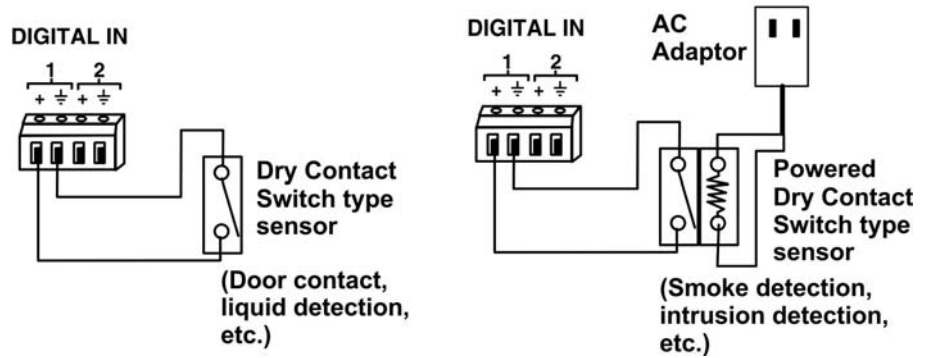 DIGITAL IN
1 2
+ ⏚ + ⏚
Dry Contact
Switch type
sensor
(Door contact,
liquid detection,
etc.)
DIGITAL IN
1 2
+ ⏚ + ⏚
AC
Adaptor
Powered
Dry Contact
Switch type
sensor
(Smoke detection,
intrusion detection,
etc.)